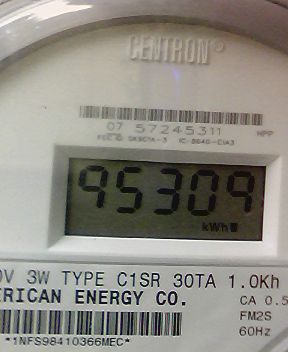 CENTRON®
07 57245311
HPP
95309
kWh
0V 3W TYPE C1SR 30TA 1.0Kh
ERICAN ENERGY CO.
CA 0.5
FM2S
60Hz
*1NFS98410366MEC*